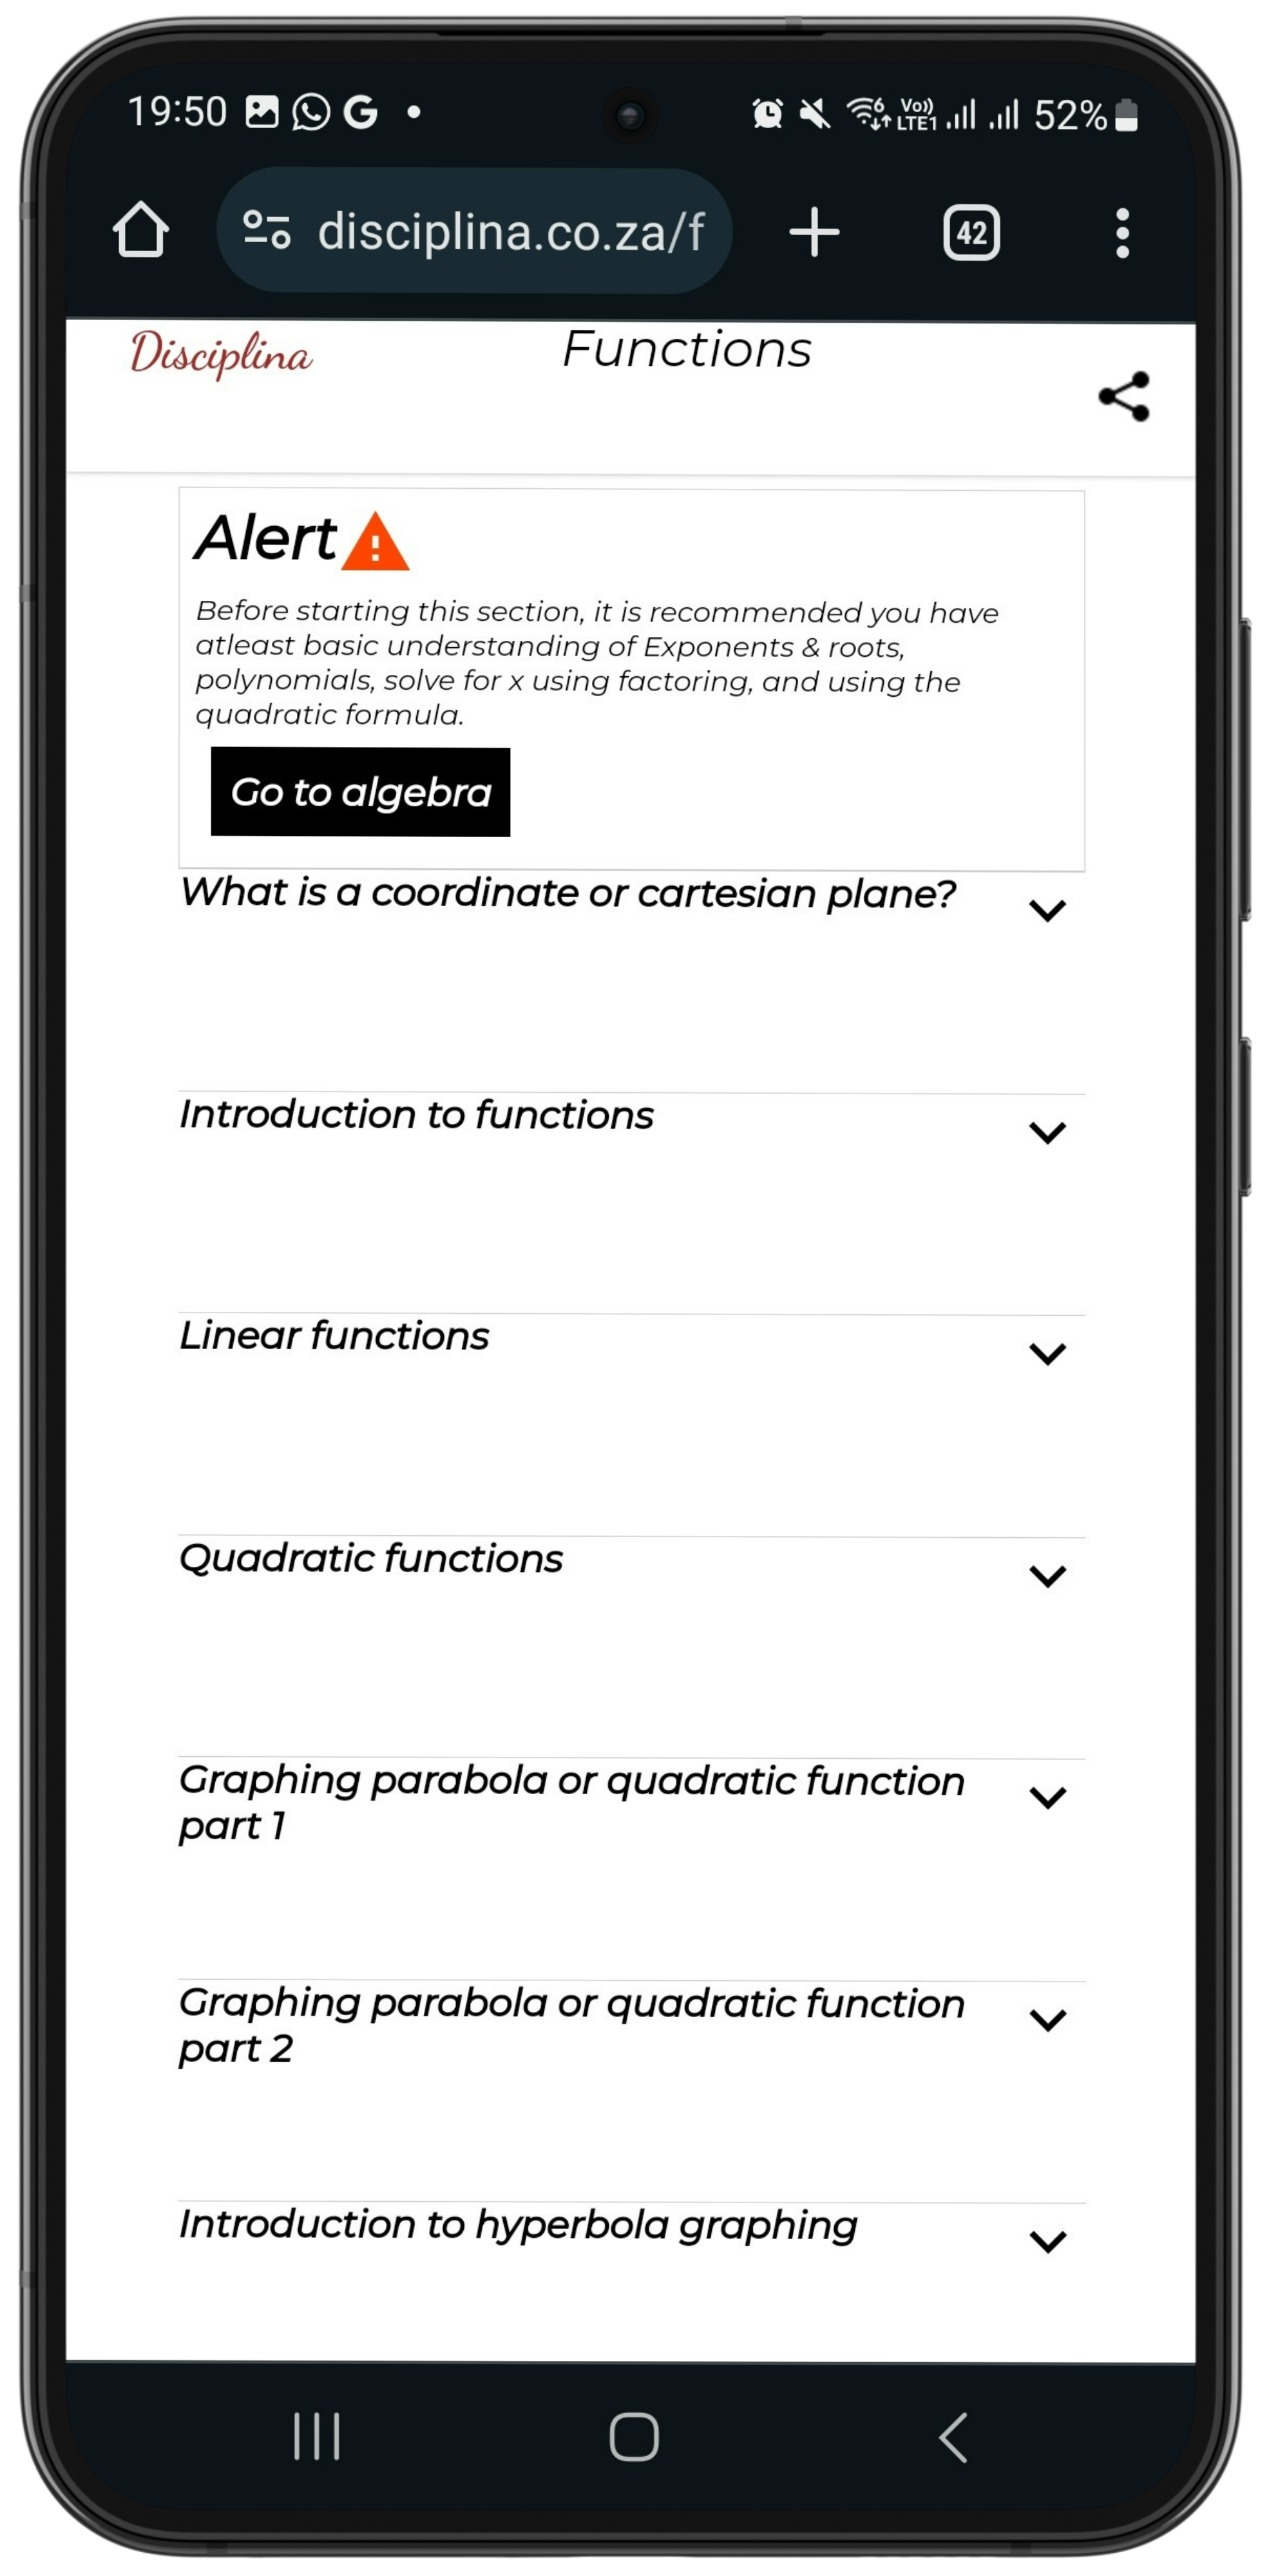 19:50
Vo))
LTE1
52%
disciplina.co.za/f
42
Disciplina
Functions
Alert
Before starting this section, it is recommended you have
atleast basic understanding of Exponents & roots,
polynomials, solve for x using factoring, and using the
quadratic formula.
Go to algebra
What is a coordinate or cartesian plane?
Introduction to functions
Linear functions
Quadratic functions
Graphing parabola or quadratic function
part 1
Graphing parabola or quadratic function
part 2
Introduction to hyperbola graphing